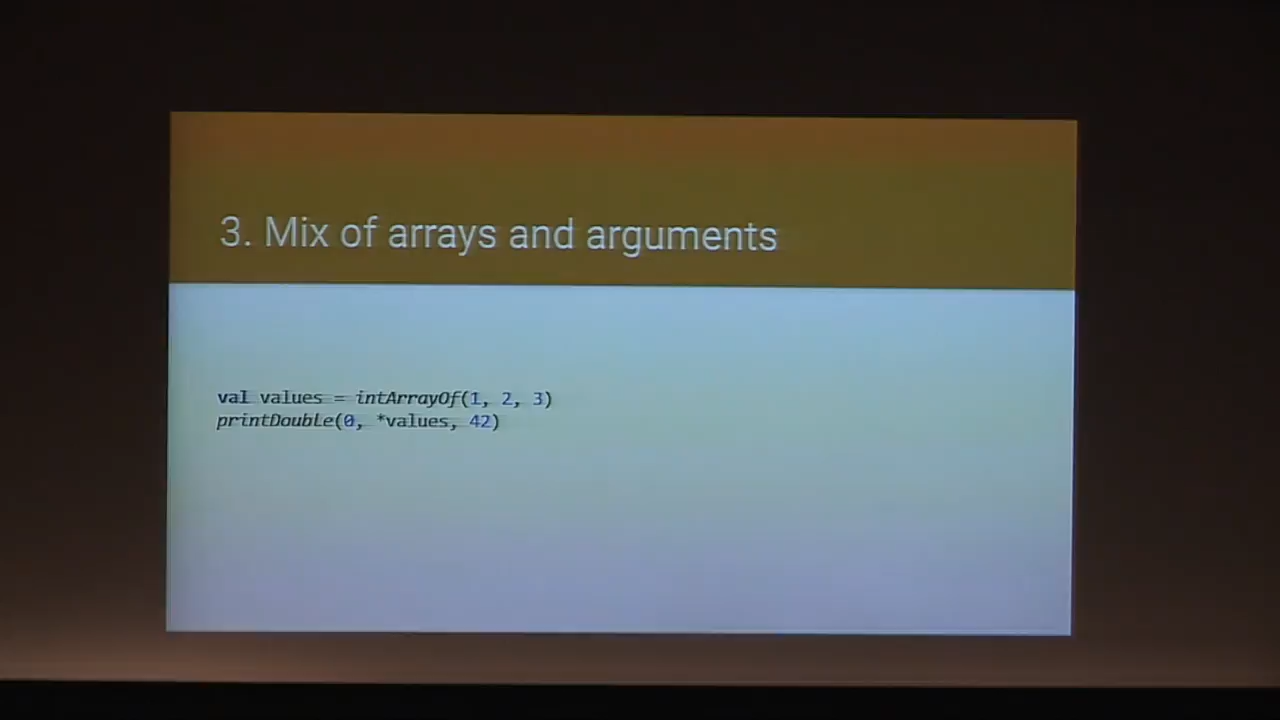 3. Mix of arrays and arguments
val values = intArrayOf(1, 2, 3)
printDouble(0, *values, 42)